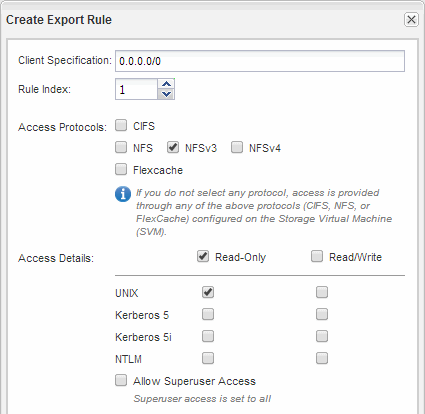 Create Export Rule
Client Specification: 0.0.0.0/0
Rule Index: 1
Access Protocols: CIFS
NFS NFSv3 NFSv4
Flexcache
If you do not select any protocol, access is provided
through any of the above protocols (CIFS, NFS, or
FlexCache) configured on the Storage Virtual Machine
(SVM).
Access Details: Read-Only Read/Write
UNIX
Kerberos 5
Kerberos 5i
NTLM
Allow Superuser Access
Superuser access is set to all